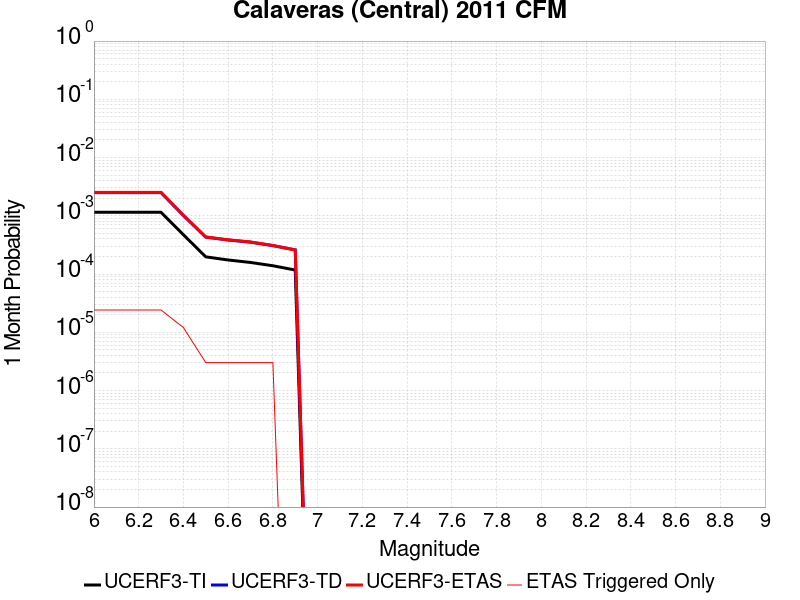 Calaveras (Central) 2011 CFM
10^0
10^-1
10^-2
10^-3
10^-4
10^-5
10^-6
10^-7
10^-8
1 Month Probability
6 6.2 6.4 6.6 6.8 7 7.2 7.4 7.6 7.8 8 8.2 8.4 8.6 8.8 9
Magnitude
UCERF3-TI UCERF3-TD UCERF3-ETAS ETAS Triggered Only